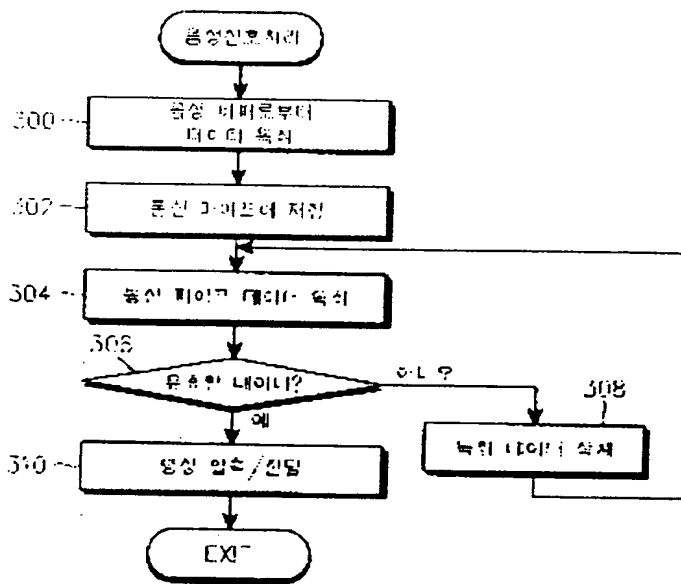 음성신호처리
300
음성 버퍼로부터
데이터 독취
302
통신 파이프에 저장
304
통신 파이프 데이터 독취
306
유효한 데이터?
아니오
308
독취 데이터 삭제
예
310
음성 압축/전달
EXIT